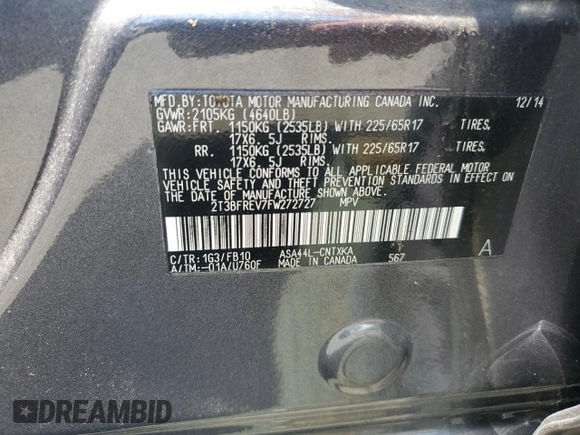 MFD.BY:TOYOTA MOTOR MANUFACTURING CANADA INC. 12/14
GVWR:2105KG (4640LB)
GAWR:FRT. 1150KG (2535LB) WITH 225/65R17 TIRES,
17X6.5J RIMS,
RR. 1150KG (2535LB) WITH 225/65R17 TIRES,
17X6.5J RIMS,
THIS VEHICLE CONFORMS TO ALL APPLICABLE FEDERAL MOTOR
VEHICLE SAFETY AND THEFT PREVENTION STANDARDS IN EFFECT ON
THE DATE OF MANUFACTURE SHOWN ABOVE.
2T3BFREV7FW272727 MPV
C/TR:1G3/FB10 ASA44L-CNTXKA A
A/TM:-01A/U760F MADE IN CANADA 567
DREAMBID